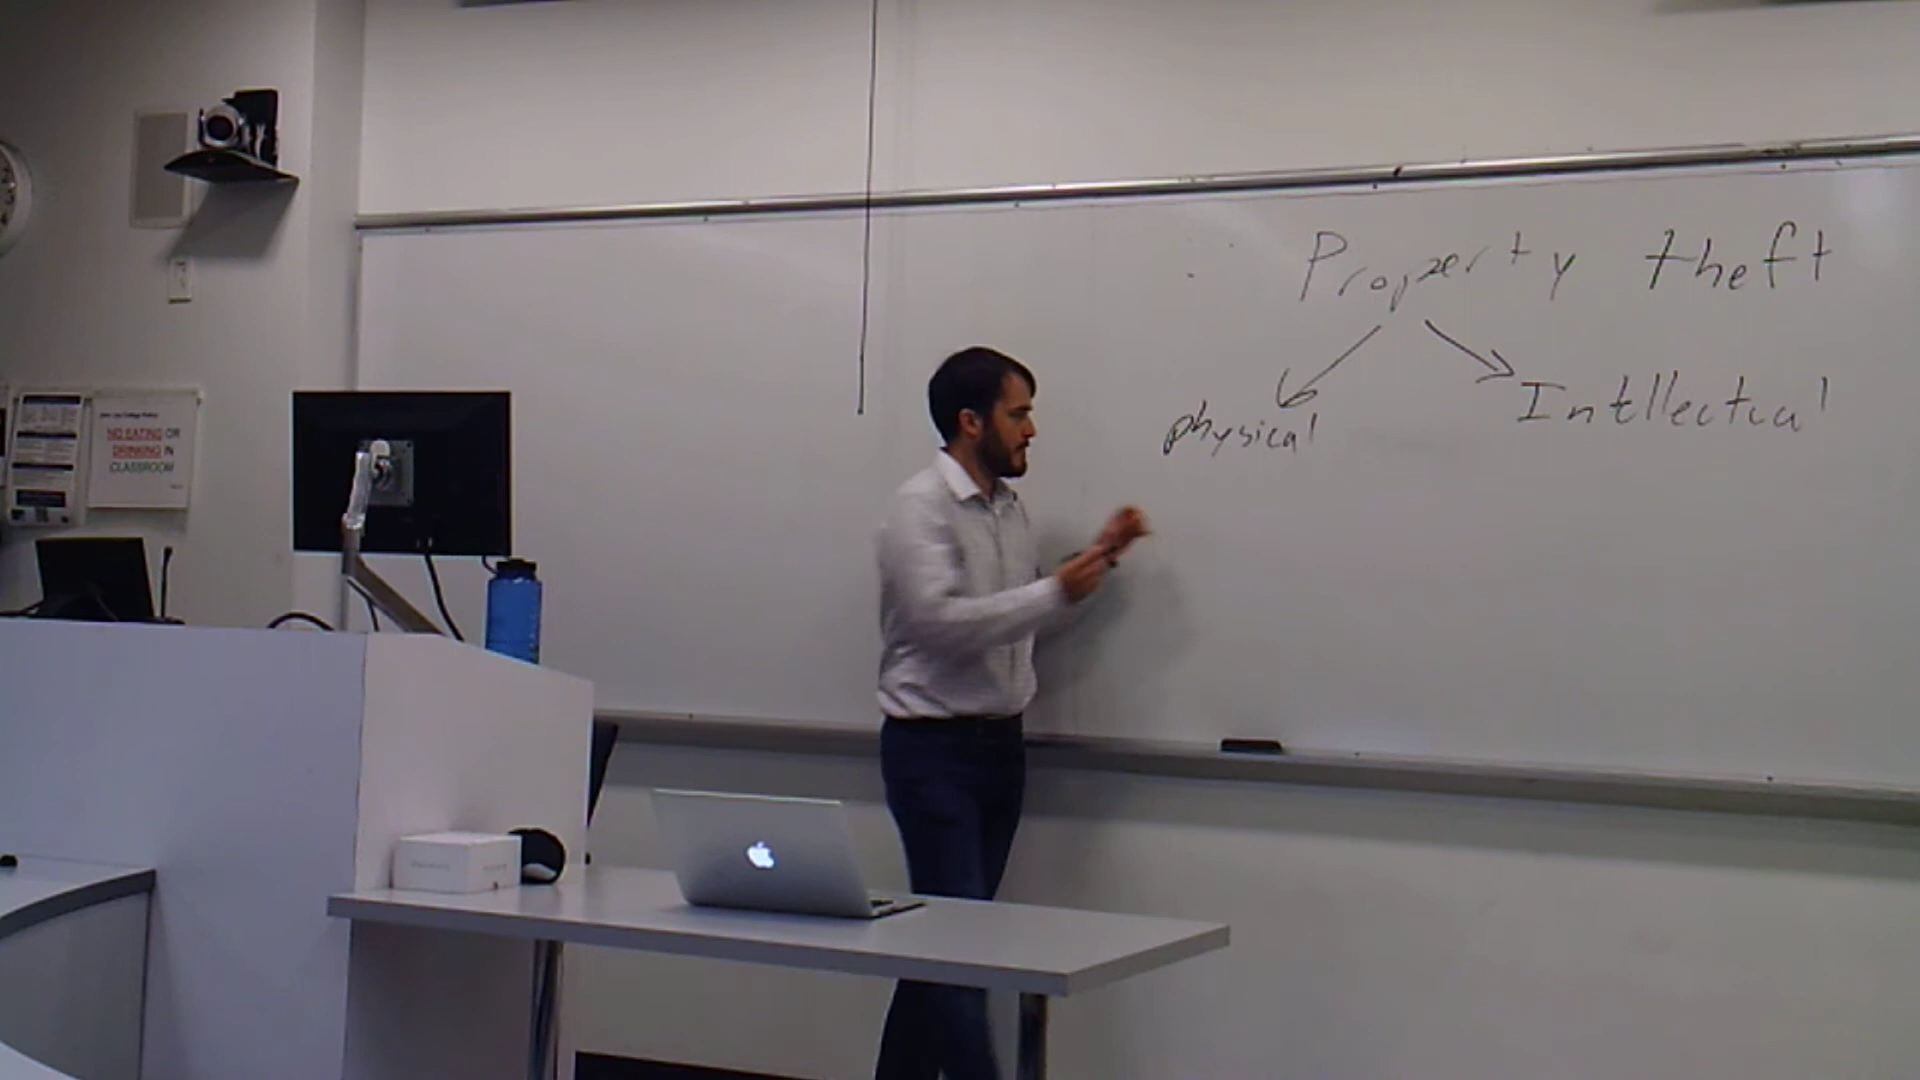 Property theft
physical
Intllectual
NO EATING OR
DRINKING IN
CLASSROOM